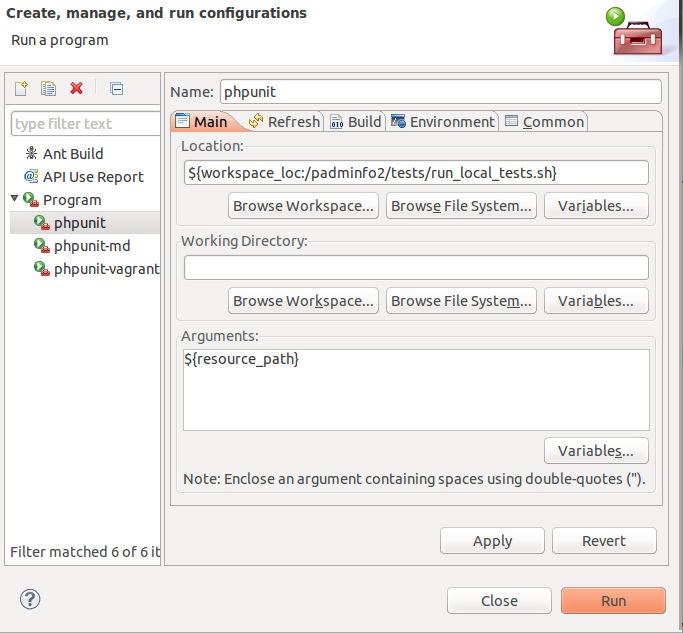 Create, manage, and run configurations
Run a program
type filter text
Ant Build
API Use Report
Program
phpunit
phpunit-md
phpunit-vagrant
Filter matched 6 of 6 it
Name: phpunit
Main Refresh Build Environment Common
Location:
${workspace_loc:/padminfo2/tests/run_local_tests.sh}
Browse Workspace... Browse File System... Variables...
Working Directory:
Browse Workspace... Browse File System... Variables...
Arguments:
${resource_path}
Variables...
Note: Enclose an argument containing spaces using double-quotes (").
Apply Revert
? Close Run